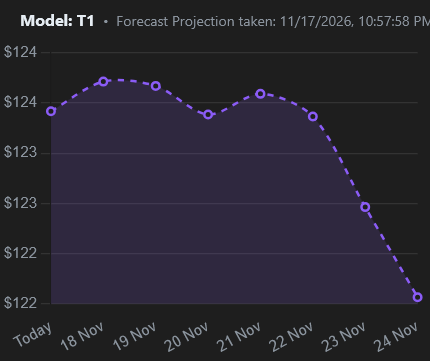 Model: T1 • Forecast Projection taken: 11/17/2026, 10:57:58 PM
$124
$124
$123
$123
$122
$122
Today
18 Nov
19 Nov
20 Nov
21 Nov
22 Nov
23 Nov
24 Nov